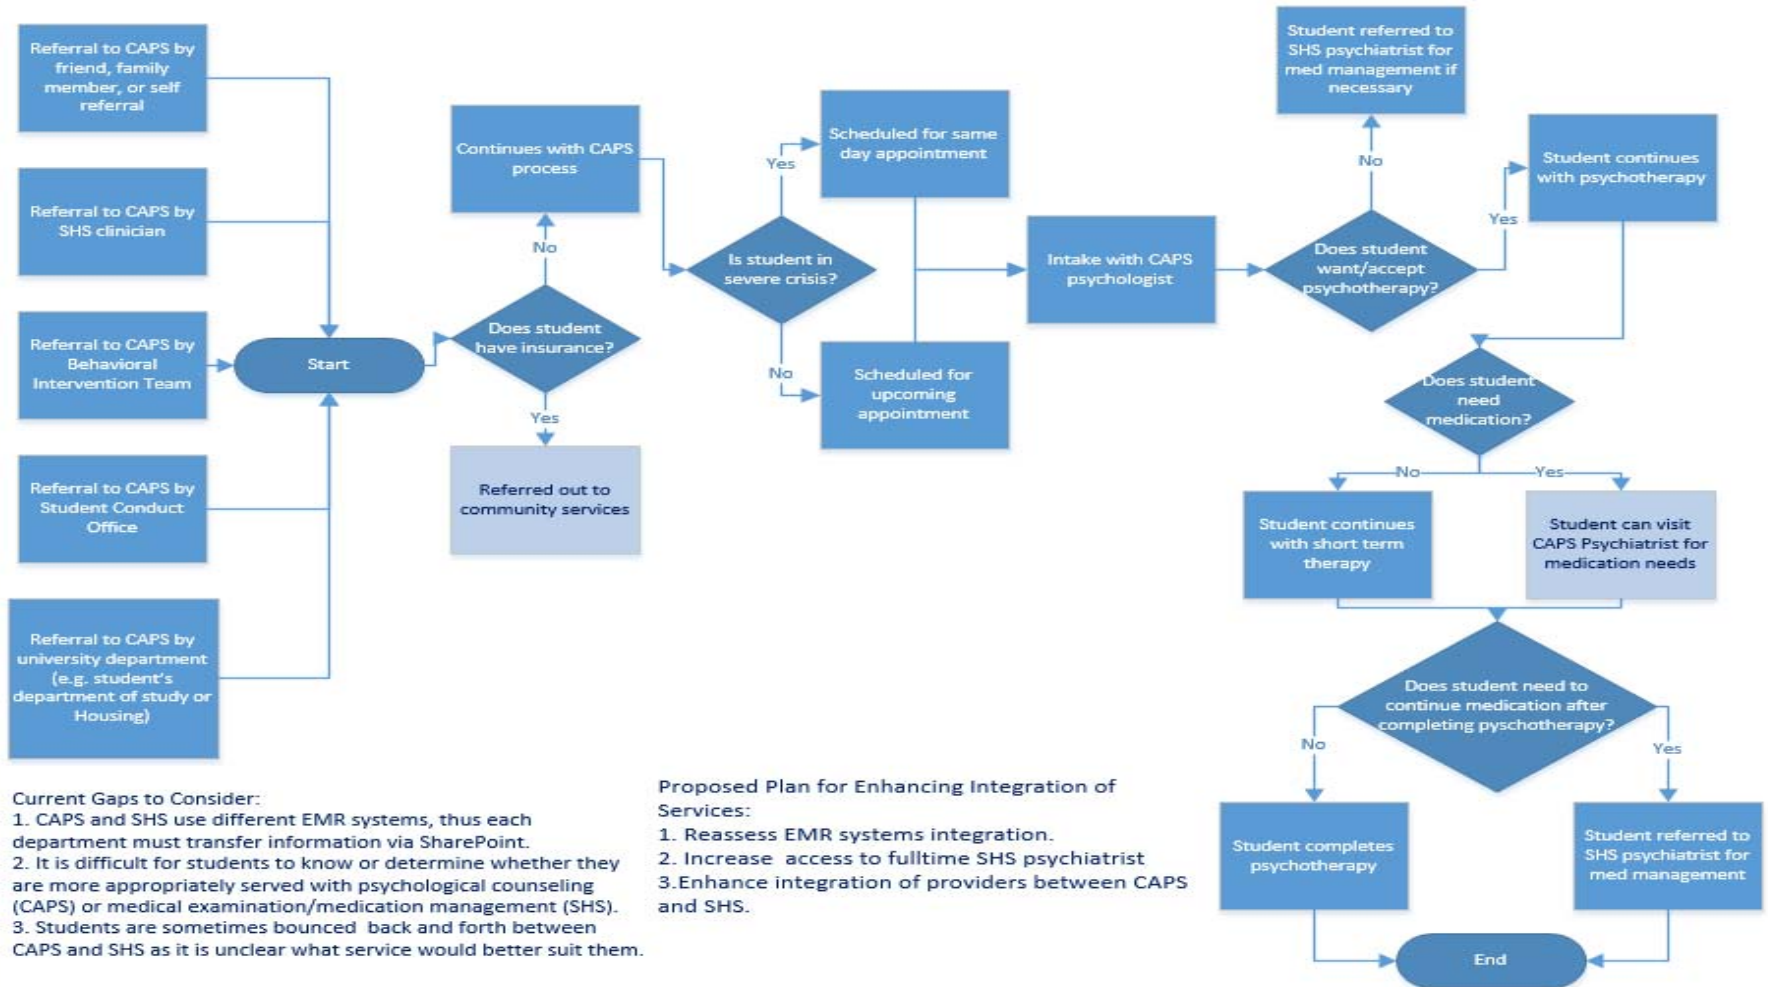 Referral to CAPS by
friend, family
member, or self
referral
Referral to CAPS by
SHS clinician
Referral to CAPS by
Behavioral
Intervention Team
Referral to CAPS by
Student Conduct
Office
Referral to CAPS by
university department
(e.g. student's
department of study or
Housing)
Start
Does student
have insurance?
No
Continues with CAPS
process
Yes
Referred out to
community services
Is student in
severe crisis?
Yes
Scheduled for same
day appointment
No
Scheduled for
upcoming
appointment
Intake with CAPS
psychologist
Does student
want/accept
psychotherapy?
No
Student referred to
SHS psychiatrist for
med management if
necessary
Yes
Student continues
with psychotherapy
Does student
need
medication?
No
Yes
Student continues
with short term
therapy
Student can visit
CAPS Psychiatrist for
medication needs
Does student need to
continue medication after
completing pyschotherapy?
No
Yes
Student completes
psychotherapy
Student referred to
SHS psychiatrist for
med management
End
Current Gaps to Consider:
1. CAPS and SHS use different EMR systems, thus each
department must transfer information via SharePoint.
2. It is difficult for students to know or determine whether they
are more appropriately served with psychological counseling
(CAPS) or medical examination/medication management (SHS).
3. Students are sometimes bounced back and forth between
CAPS and SHS as it is unclear what service would better suit them.
Proposed Plan for Enhancing Integration of
Services:
1. Reassess EMR systems integration.
2. Increase access to fulltime SHS psychiatrist
3.Enhance integration of providers between CAPS
and SHS.